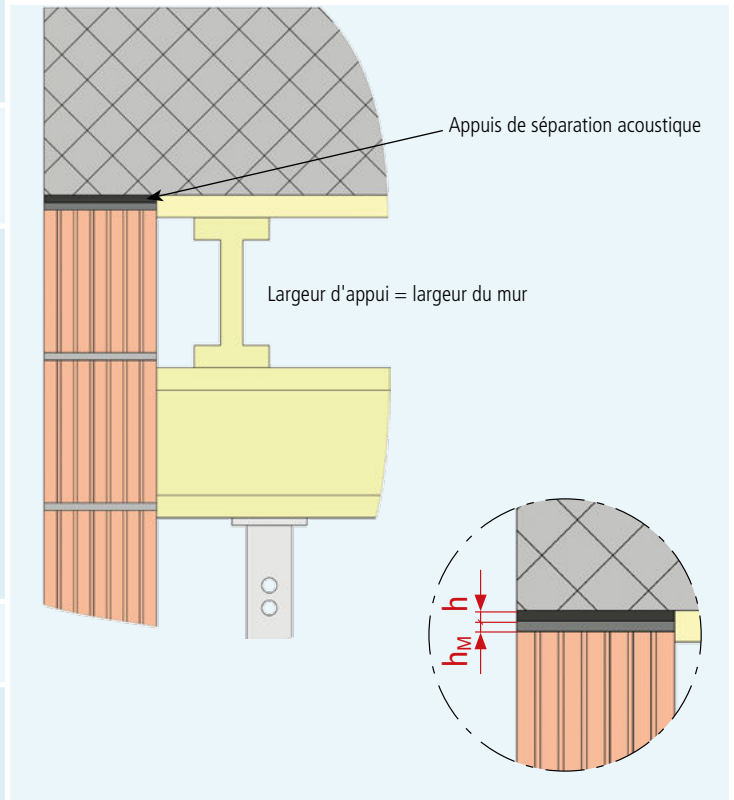 Appuis de séparation acoustique
Largeur d'appui = largeur du mur
h
hM